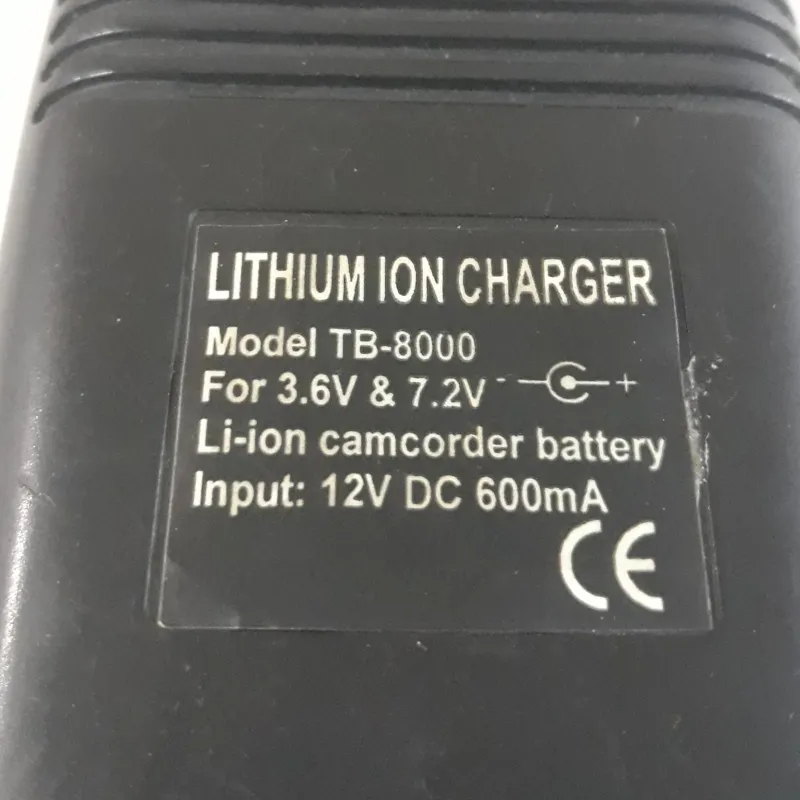 LITHIUM ION CHARGER
Model TB-8000
For 3.6V & 7.2V - +
Li-ion camcorder battery
Input: 12V DC 600mA
CE